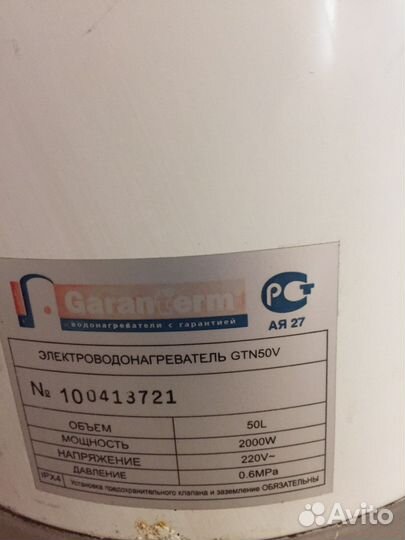 Garanterm
водонагреватели с гарантией
РСТ
АЯ 27
ЭЛЕКТРОВОДОНАГРЕВАТЕЛЬ GTN50V
№ 100413721
ОБЪЕМ 50L
МОЩНОСТЬ 2000W
НАПРЯЖЕНИЕ 220V~
ДАВЛЕНИЕ 0.6MPa
IPX4 Установка предохранительного клапана и заземление ОБЯЗАТЕЛЬНЫ
Avito